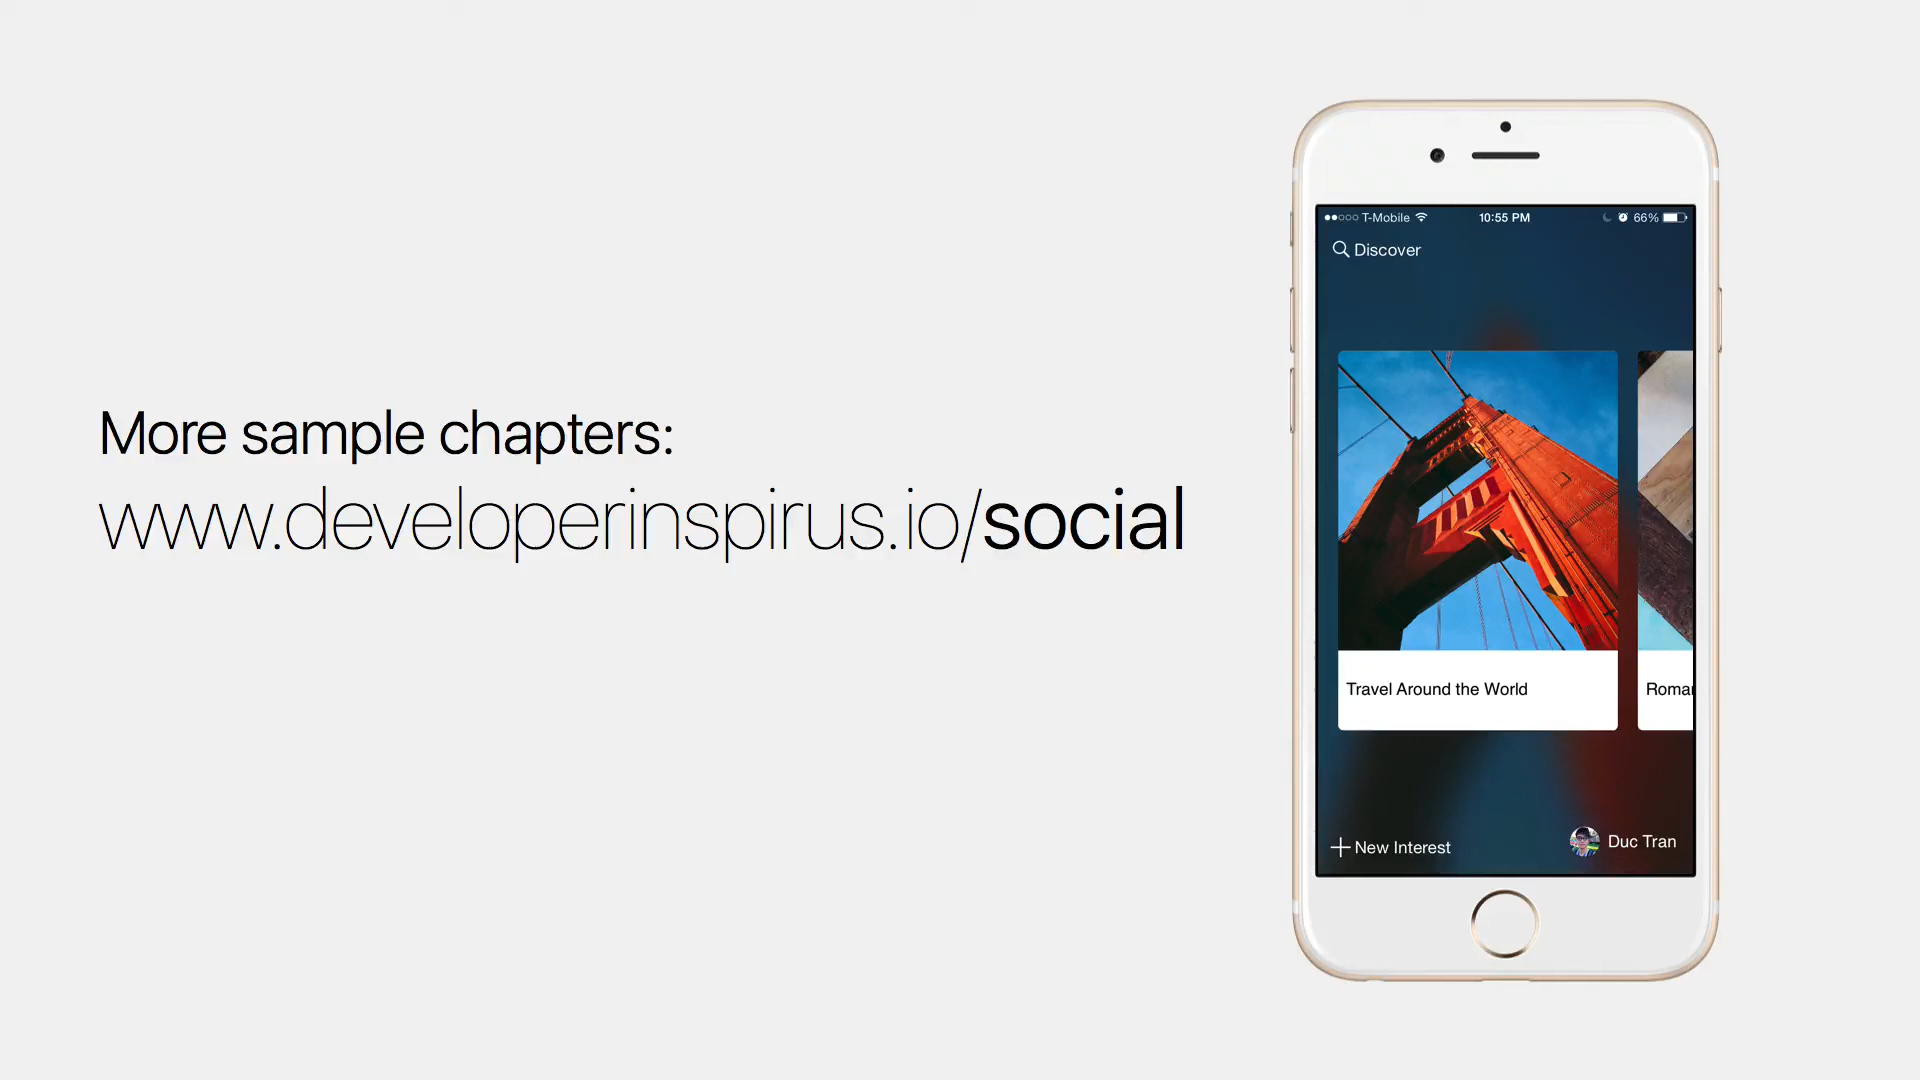 More sample chapters:
www.developerinspirus.io/social
T-Mobile 10:55 PM 66%
Discover
Travel Around the World
Roma
New Interest
Duc Tran